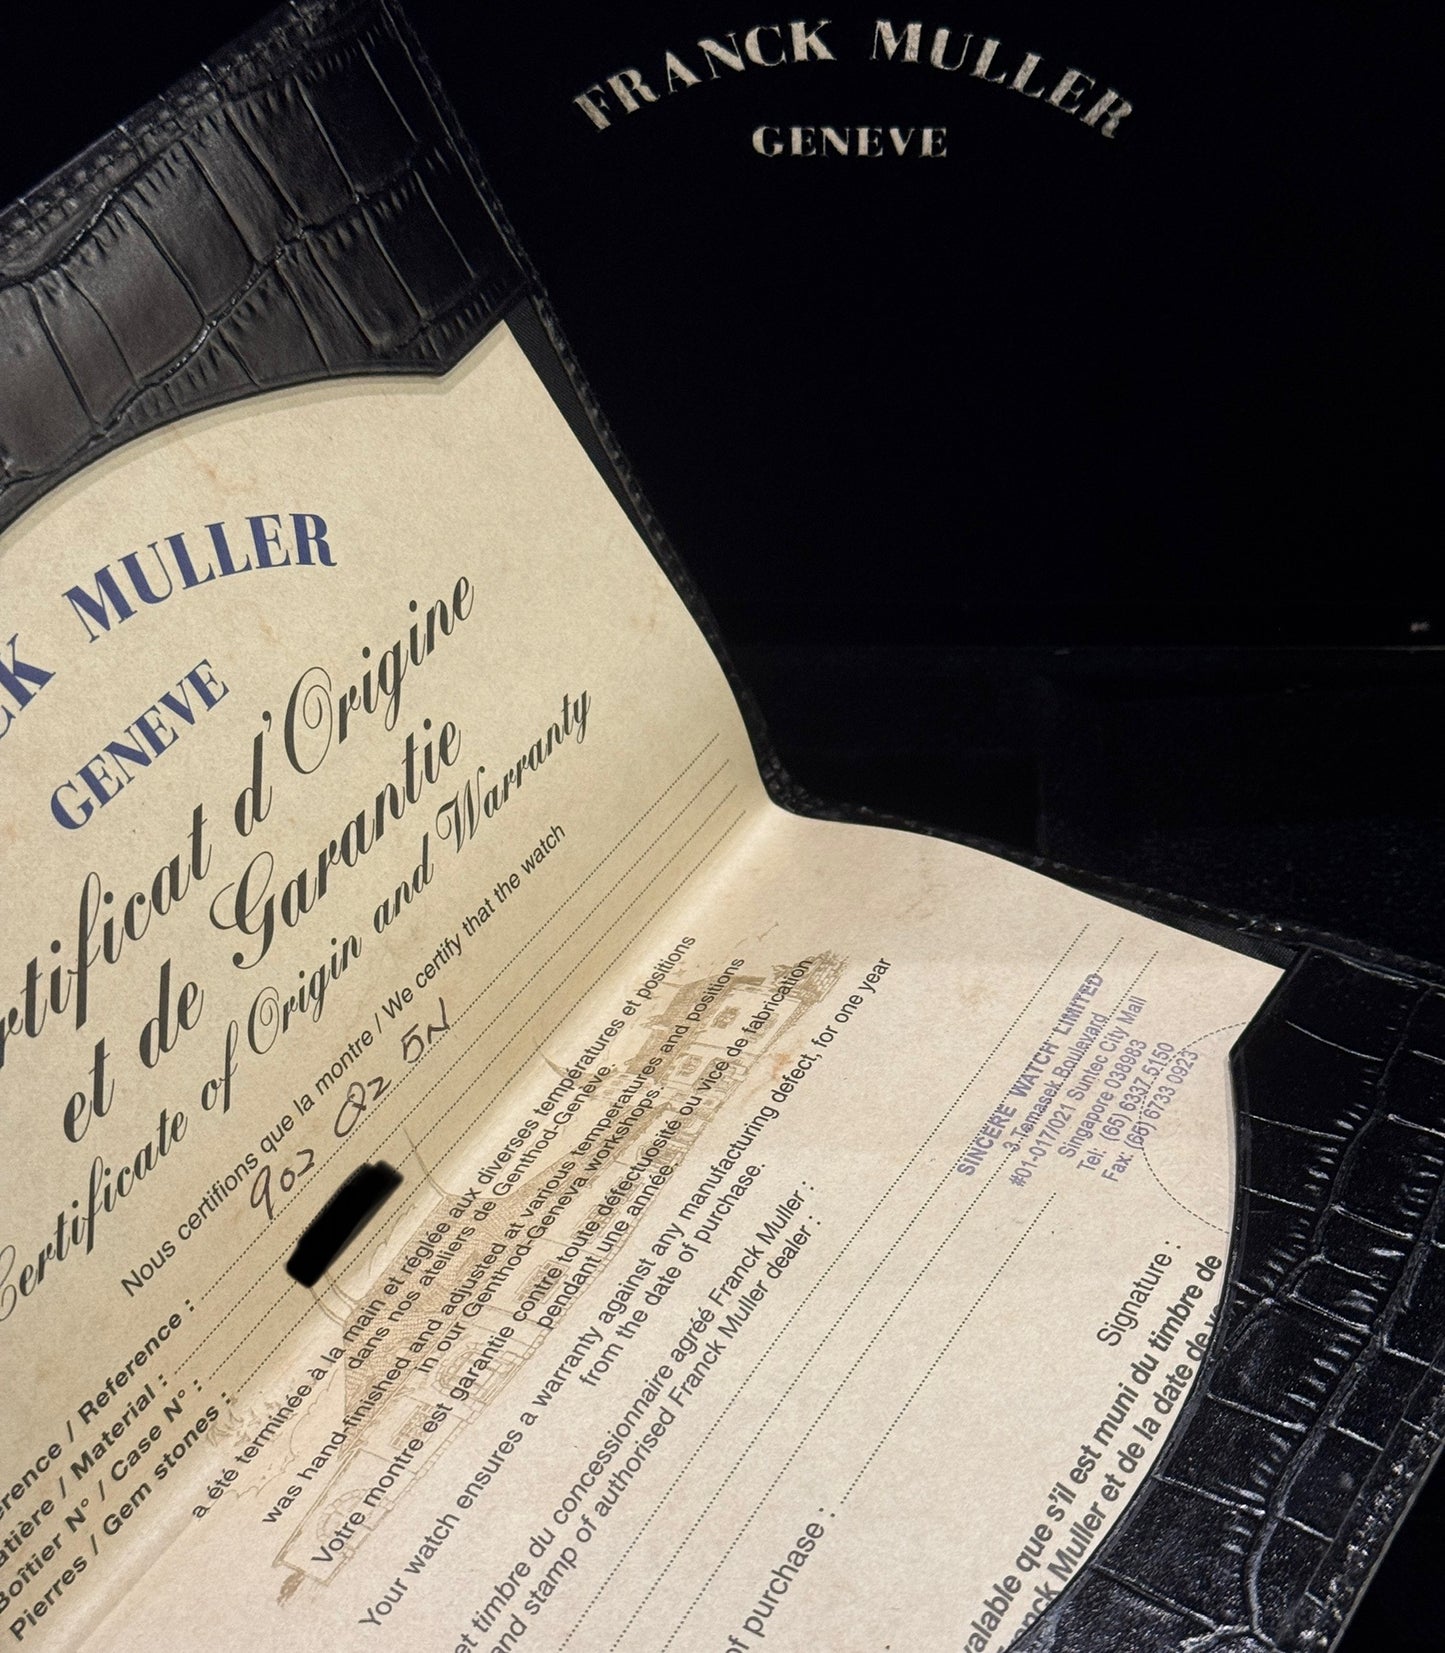 FRANCK MULLER
GENEVE
CK MULLER
GENEVE
rtificat d'Origine
et de Garantie
Certificate of Origin and Warranty
Nous certifions que la montre / We certify that the watch
érence / Reference : 902 QZ 5N
atière / Material :
Boîtier N° / Case N° :
Pierres / Gem stones :
a été terminée à la main et réglée aux diverses températures et positions
dans nos ateliers de Genthod-Genève.
was hand-finished and adjusted at various temperatures and positions
in our Genthod-Geneva workshops.
Votre montre est garantie contre toute défectuosité ou vice de fabrication
pendant une année.
Your watch ensures a warranty against any manufacturing defect, for one year
from the date of purchase.
et timbre du concessionnaire agréé Franck Muller :
and stamp of authorised Franck Muller dealer :
SINCERE WATCH LIMITED
3 Temasek Boulevard
#01-017/021 Suntec City Mall
Singapore 038983
Tel: (65) 6337 5150
Fax: (65) 6733 0923
of purchase :
Signature :
valable que s'il est muni du timbre de
anck Muller et de la date de v